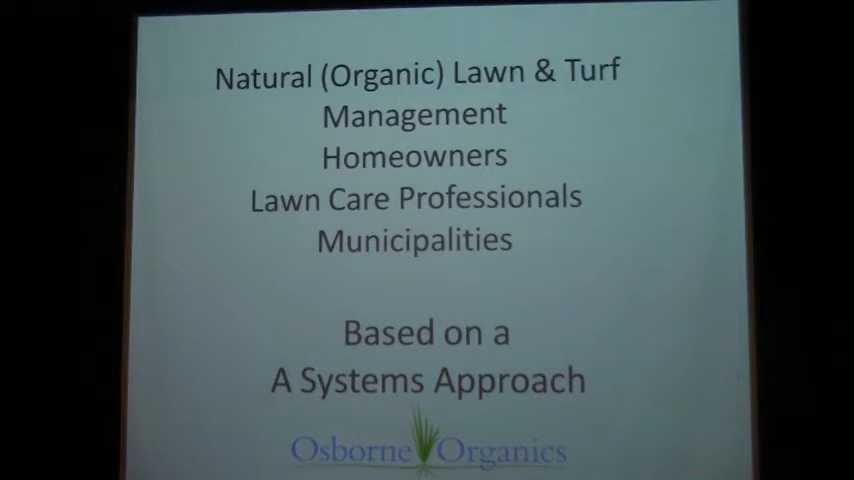 Natural (Organic) Lawn & Turf
Management
Homeowners
Lawn Care Professionals
Municipalities
Based on a
A Systems Approach
Osborne Organics